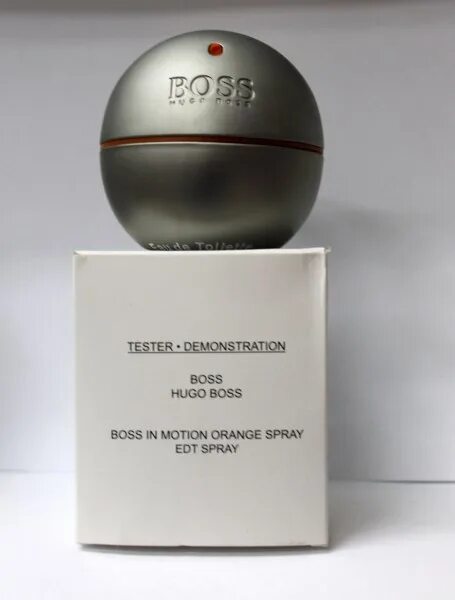 BOSS
HUGO BOSS
Eau de Toilette
TESTER • DEMONSTRATION
BOSS
HUGO BOSS
BOSS IN MOTION ORANGE SPRAY
EDT SPRAY